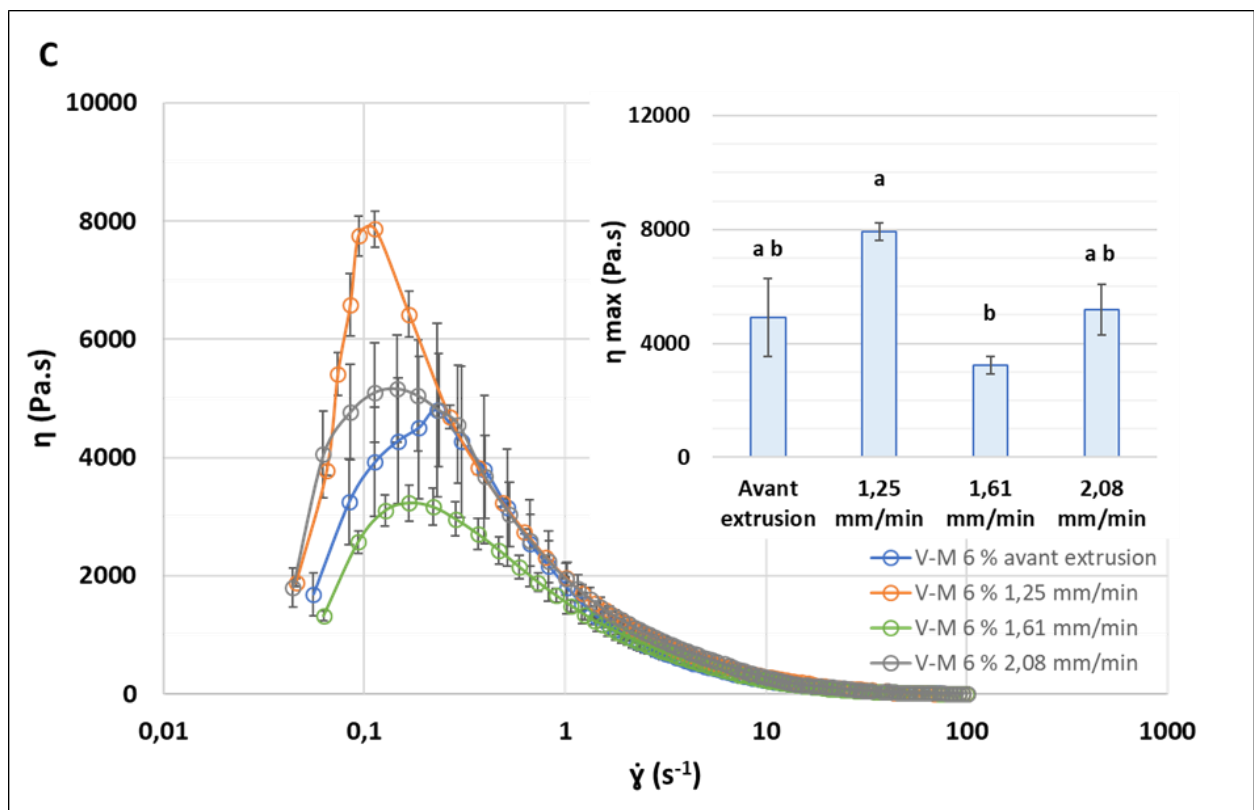 C
η (Pa.s)
10000
8000
6000
4000
2000
0
0,01
0,1
1
10
100
1000
γ̇ (s⁻¹)
η max (Pa.s)
12000
8000
4000
0
a b
a
b
a b
Avant
extrusion
1,25
mm/min
1,61
mm/min
2,08
mm/min
V-M 6 % avant extrusion
V-M 6 % 1,25 mm/min
V-M 6 % 1,61 mm/min
V-M 6 % 2,08 mm/min